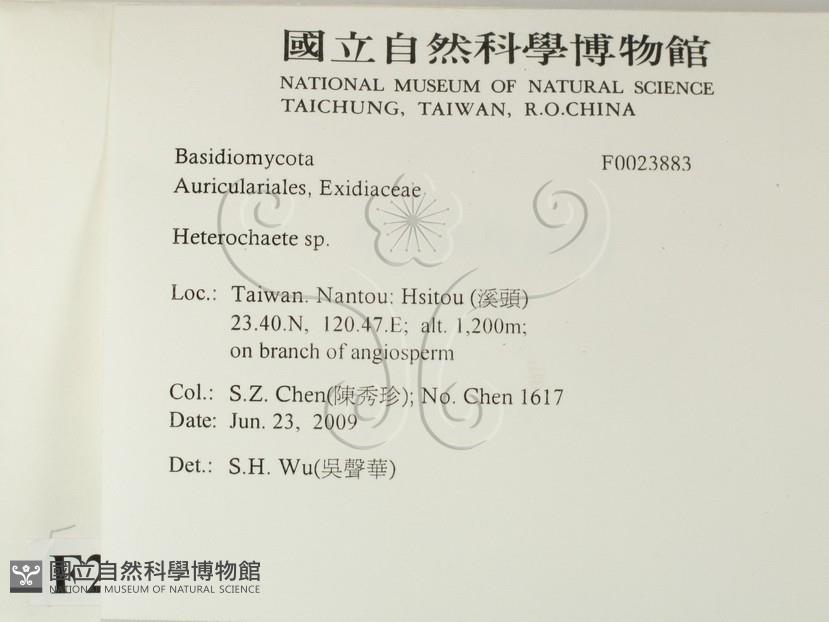 國立自然科學博物館
NATIONAL MUSEUM OF NATURAL SCIENCE
TAICHUNG, TAIWAN, R.O.CHINA
Basidiomycota F0023883
Auriculariales, Exidiaceae
Heterochaete sp.
Loc.: Taiwan. Nantou: Hsitou (溪頭)
23.40.N, 120.47.E; alt. 1,200m;
on branch of angiosperm
Col.: S.Z. Chen(陳秀珍); No. Chen 1617
Date: Jun. 23, 2009
Det.: S.H. Wu(吳聲華)
F2
國立自然科學博物館
NATIONAL MUSEUM OF NATURAL SCIENCE